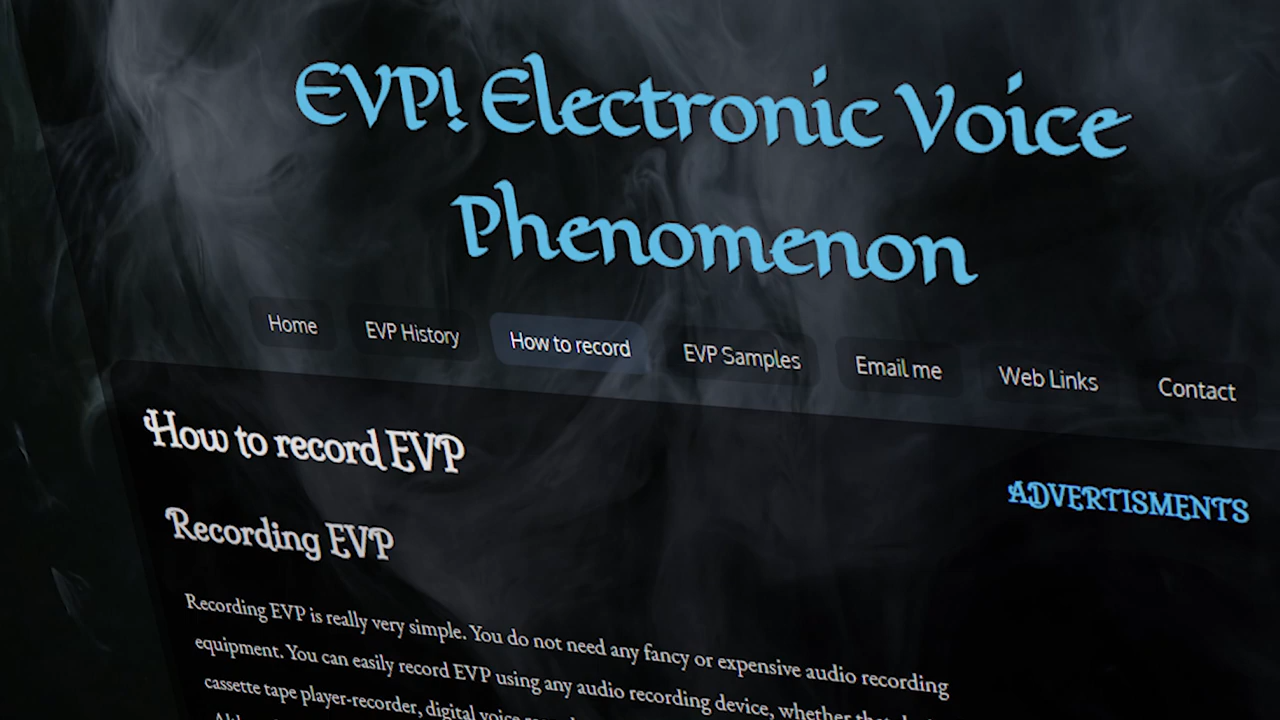 EVP! Electronic Voice
Phenomenon
Home EVP History How to record EVP Samples Email me Web Links Contact
How to record EVP
ADVERTISMENTS
Recording EVP
Recording EVP is really very simple. You do not need any fancy or expensive audio recording
equipment. You can easily record EVP using any audio recording device, whether
cassette tape player-recorder, digital voice